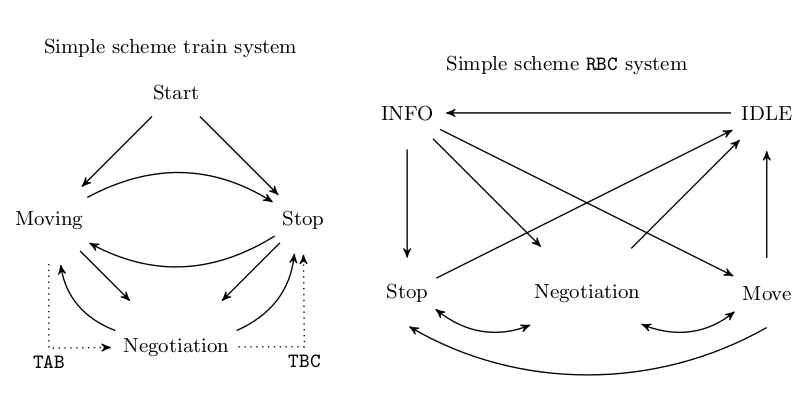 Simple scheme train system
Start
Moving
Stop
Negotiation
TAB
TBC
Simple scheme RBC system
INFO
IDLE
Stop
Negotiation
Move